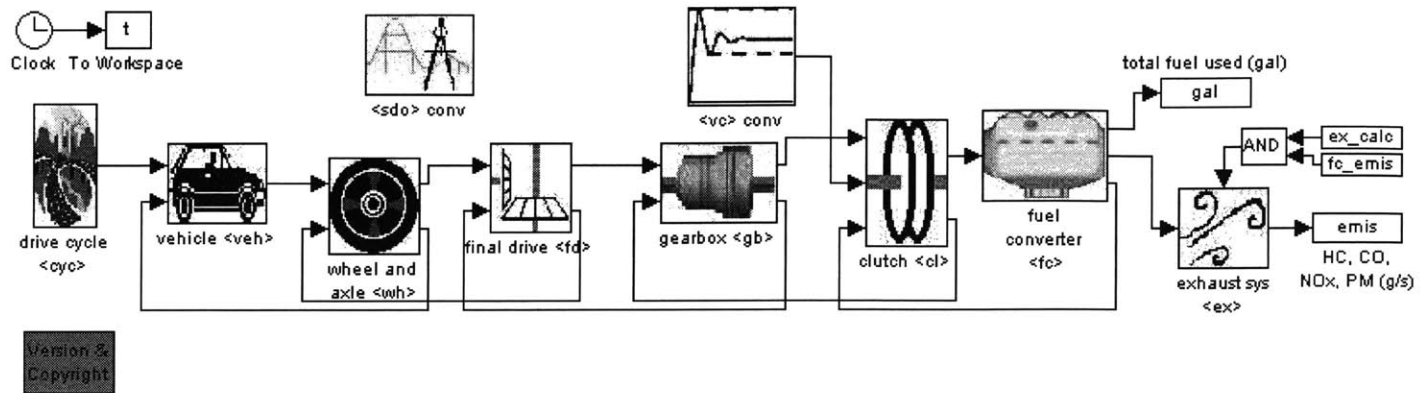 t
Clock To Workspace
<sdo> conv
<vc> conv
total fuel used (gal)
gal
ex_calc
AND
fc_emis
drive cycle
<cyc>
vehicle <veh>
wheel and
axle <wh>
final drive <fd>
gearbox <gb>
clutch <cl>
fuel
converter
<fc>
exhaust sys
<ex>
emis
HC, CO,
NOx, PM (g/s)
Version &
Copyright